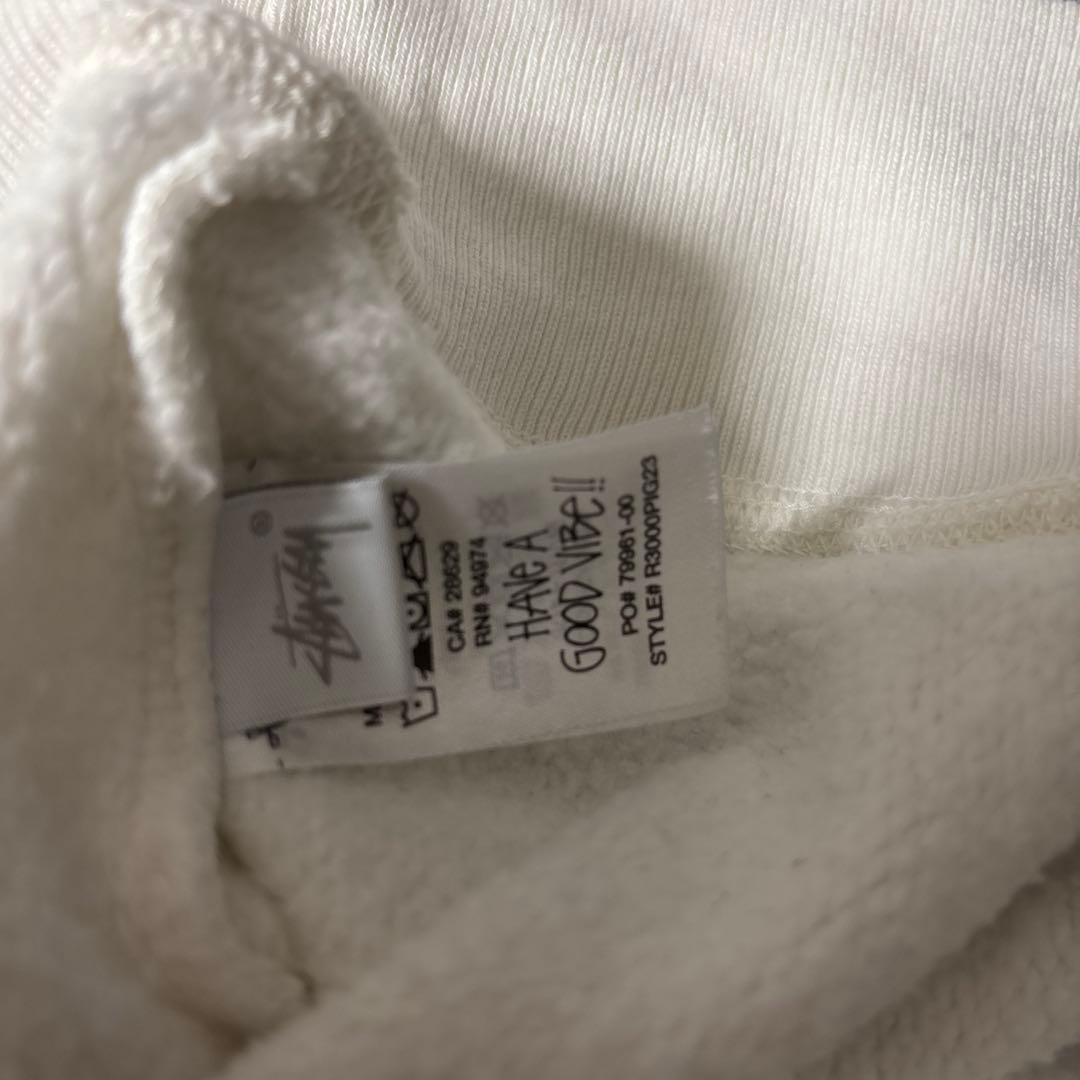 Stüssy
®
M
CA# 28629
RN# 94974
HAVE A
GOOD VIBE!!
PO# 79961-00
STYLE# R3000PIG23